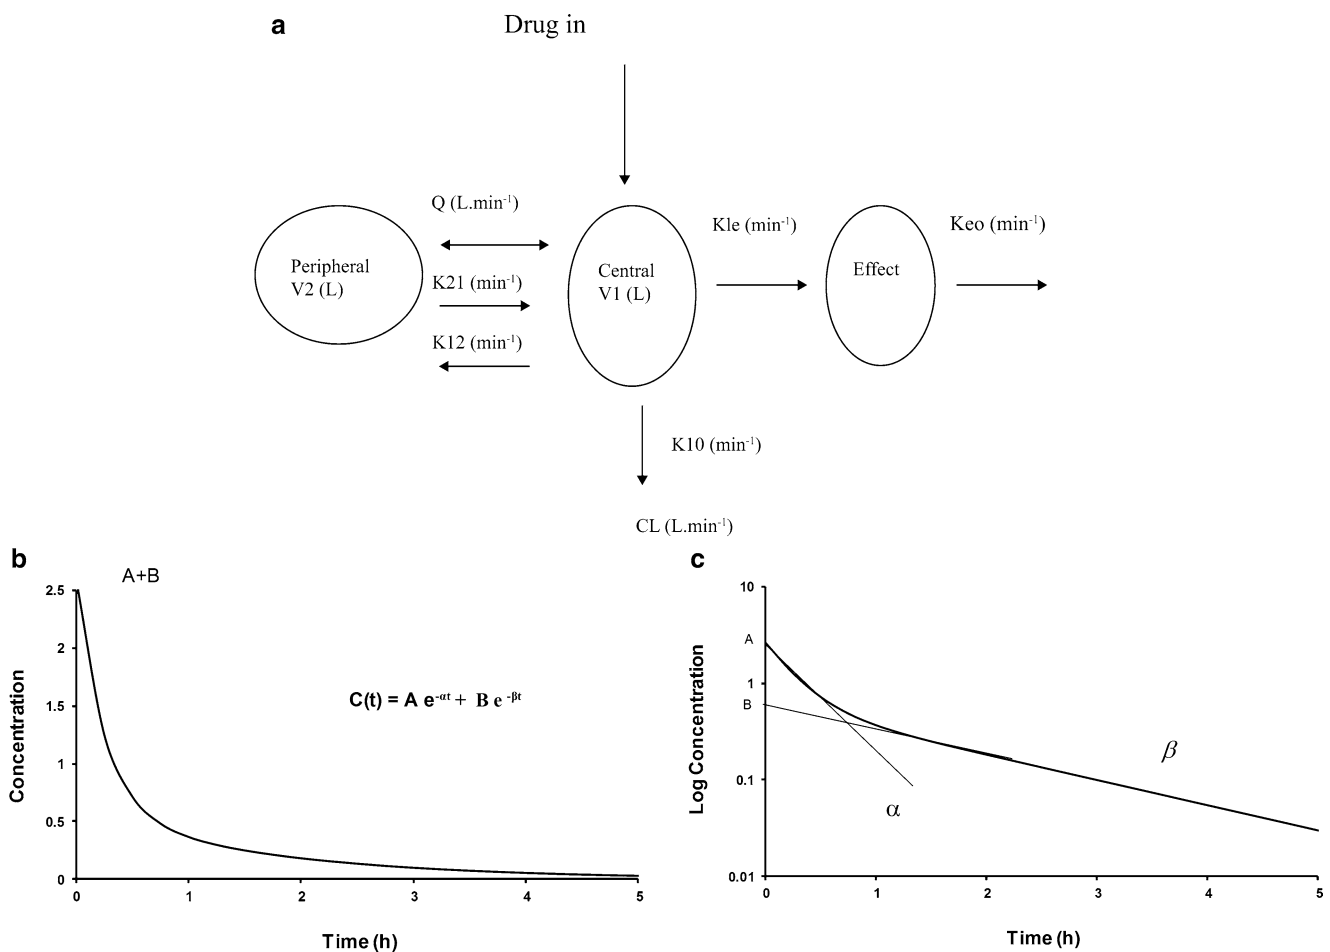 a
Drug in
Q (L.min⁻¹)
Kle (min⁻¹)
Keo (min⁻¹)
Peripheral
V2 (L)
Central
V1 (L)
Effect
K21 (min⁻¹)
K12 (min⁻¹)
K10 (min⁻¹)
CL (L.min⁻¹)
b
A+B
2.5
2
1.5
1
0.5
0
Concentration
C(t) = A e⁻ᵅᵗ + B e ⁻ᵝᵗ
0 1 2 3 4 5
Time (h)
c
10
A
1
B
0.1
0.01
Log Concentration
α
β
0 1 2 3 4 5
Time (h)